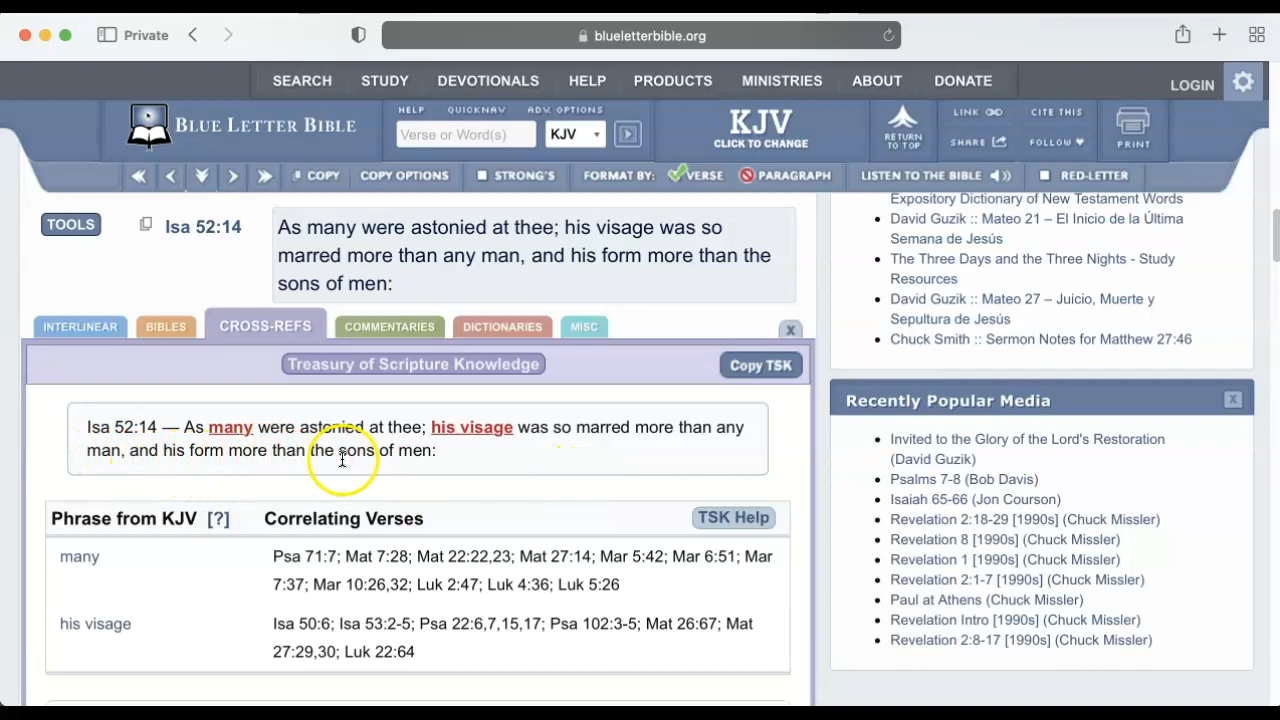 Private
blueletterbible.org
SEARCH STUDY DEVOTIONALS HELP PRODUCTS MINISTRIES ABOUT DONATE
LOGIN
BLUE LETTER BIBLE
HELP QUICKNAV ADV. OPTIONS
Verse or Word(s) KJV
KJV
CLICK TO CHANGE
RETURN
TO TOP
LINK CITE THIS
SHARE FOLLOW
PRINT
COPY COPY OPTIONS STRONG'S FORMAT BY: VERSE PARAGRAPH LISTEN TO THE BIBLE RED-LETTER
TOOLS Isa 52:14 As many were astonied at thee; his visage was so
marred more than any man, and his form more than the
sons of men:
INTERLINEAR BIBLES CROSS-REFS COMMENTARIES DICTIONARIES MISC X
Treasury of Scripture Knowledge Copy TSK
Isa 52:14 — As many were astonied at thee; his visage was so marred more than any
man, and his form more than the sons of men:
Phrase from KJV [?] Correlating Verses TSK Help
many Psa 71:7; Mat 7:28; Mat 22:22,23; Mat 27:14; Mar 5:42; Mar 6:51; Mar
7:37; Mar 10:26,32; Luk 2:47; Luk 4:36; Luk 5:26
his visage Isa 50:6; Isa 53:2-5; Psa 22:6,7,15,17; Psa 102:3-5; Mat 26:67; Mat
27:29,30; Luk 22:64
Expository Dictionary of New Testament Words
David Guzik :: Mateo 21 – El Inicio de la Última
Semana de Jesús
The Three Days and the Three Nights - Study
Resources
David Guzik :: Mateo 27 – Juicio, Muerte y
Sepultura de Jesús
Chuck Smith :: Sermon Notes for Matthew 27:46
Recently Popular Media X
Invited to the Glory of the Lord's Restoration
(David Guzik)
Psalms 7-8 (Bob Davis)
Isaiah 65-66 (Jon Courson)
Revelation 2:18-29 [1990s] (Chuck Missler)
Revelation 8 [1990s] (Chuck Missler)
Revelation 1 [1990s] (Chuck Missler)
Revelation 2:1-7 [1990s] (Chuck Missler)
Paul at Athens (Chuck Missler)
Revelation Intro [1990s] (Chuck Missler)
Revelation 2:8-17 [1990s] (Chuck Missler)